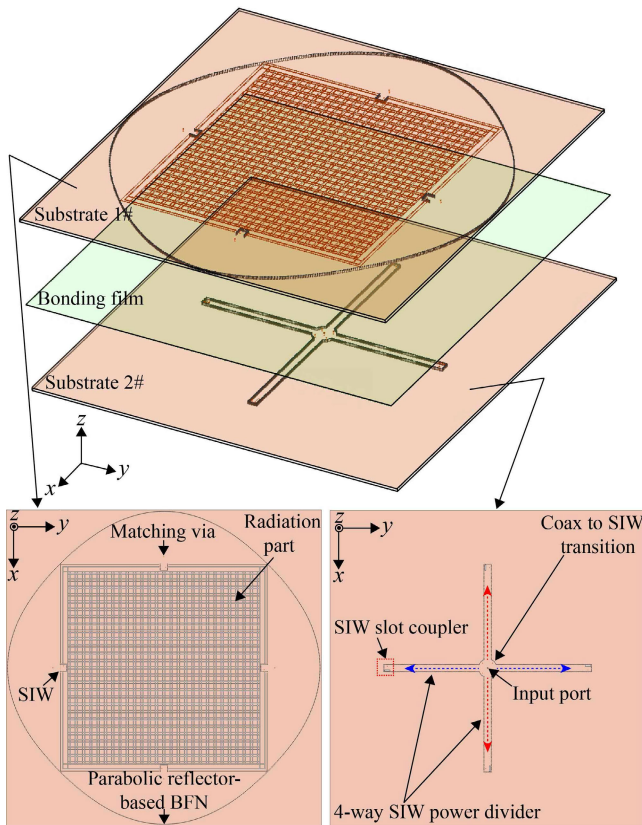 Substrate 1#
Bonding film
Substrate 2#
z
x
y
z
y
x
Matching via
Radiation
part
SIW
Parabolic reflector-
based BFN
z
y
x
Coax to SIW
transition
SIW slot coupler
Input port
4-way SIW power divider